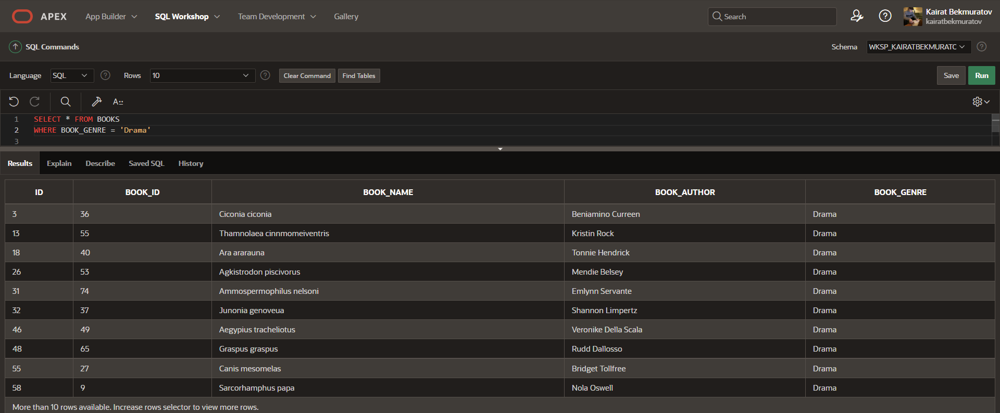 APEX App Builder SQL Workshop Team Development Gallery Search Kairat Bekmuratov
kairatbekmuratov
SQL Commands Schema WKSP_KAIRATBEKMURATC
Language SQL Rows 10 Clear Command Find Tables Save Run
A::
1 SELECT * FROM BOOKS
2 WHERE BOOK_GENRE = 'Drama'
3
Results Explain Describe Saved SQL History
ID BOOK_ID BOOK_NAME BOOK_AUTHOR BOOK_GENRE
3 36 Ciconia ciconia Beniamino Curreen Drama
13 55 Thamnolaea cinnmomeiventris Kristin Rock Drama
18 40 Ara ararauna Tonnie Hendrick Drama
26 53 Agkistrodon piscivorus Mendie Belsey Drama
31 74 Ammospermophilus nelsoni Emlynn Servante Drama
32 37 Junonia genoveua Shannon Limpertz Drama
46 49 Aegypius tracheliotus Veronike Della Scala Drama
48 65 Graspus graspus Rudd Dallosso Drama
55 27 Canis mesomelas Bridget Tollfree Drama
58 9 Sarcorhamphus papa Nola Oswell Drama
More than 10 rows available. Increase rows selector to view more rows.